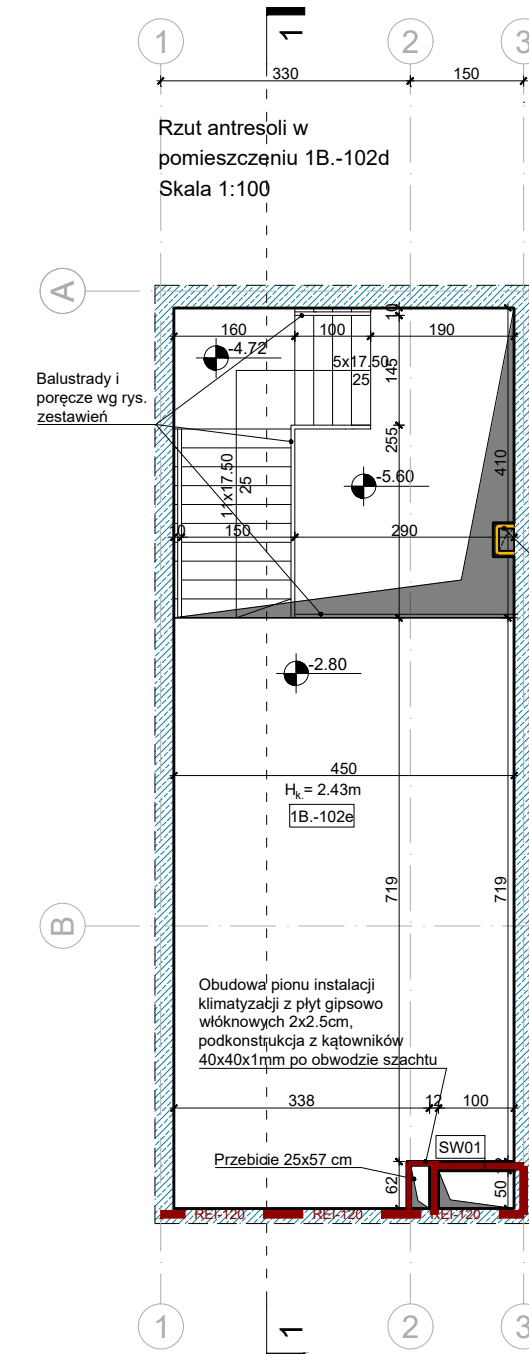 1
1
2
3
330
150
Rzut antresoli w
pomieszczeniu 1B.-102d
Skala 1:100
A
10
160
100
190
-4.72
5x17.50
25
145
Balustrady i
poręcze wg rys.
zestawień
255
410
11x17.50
25
-5.60
150
290
-2.80
450
Hk.= 2.43m
1B.-102e
719
719
B
Obudowa pionu instalacji
klimatyzacji z płyt gipsowo
włóknowych 2x2.5cm,
podkonstrukcja z kątowników
40x40x1mm po obwodzie szachtu
338
12
100
SW01
Przebicie 25x57 cm
62
50
REI-120
REI-120
REI-120
1
2
3
1